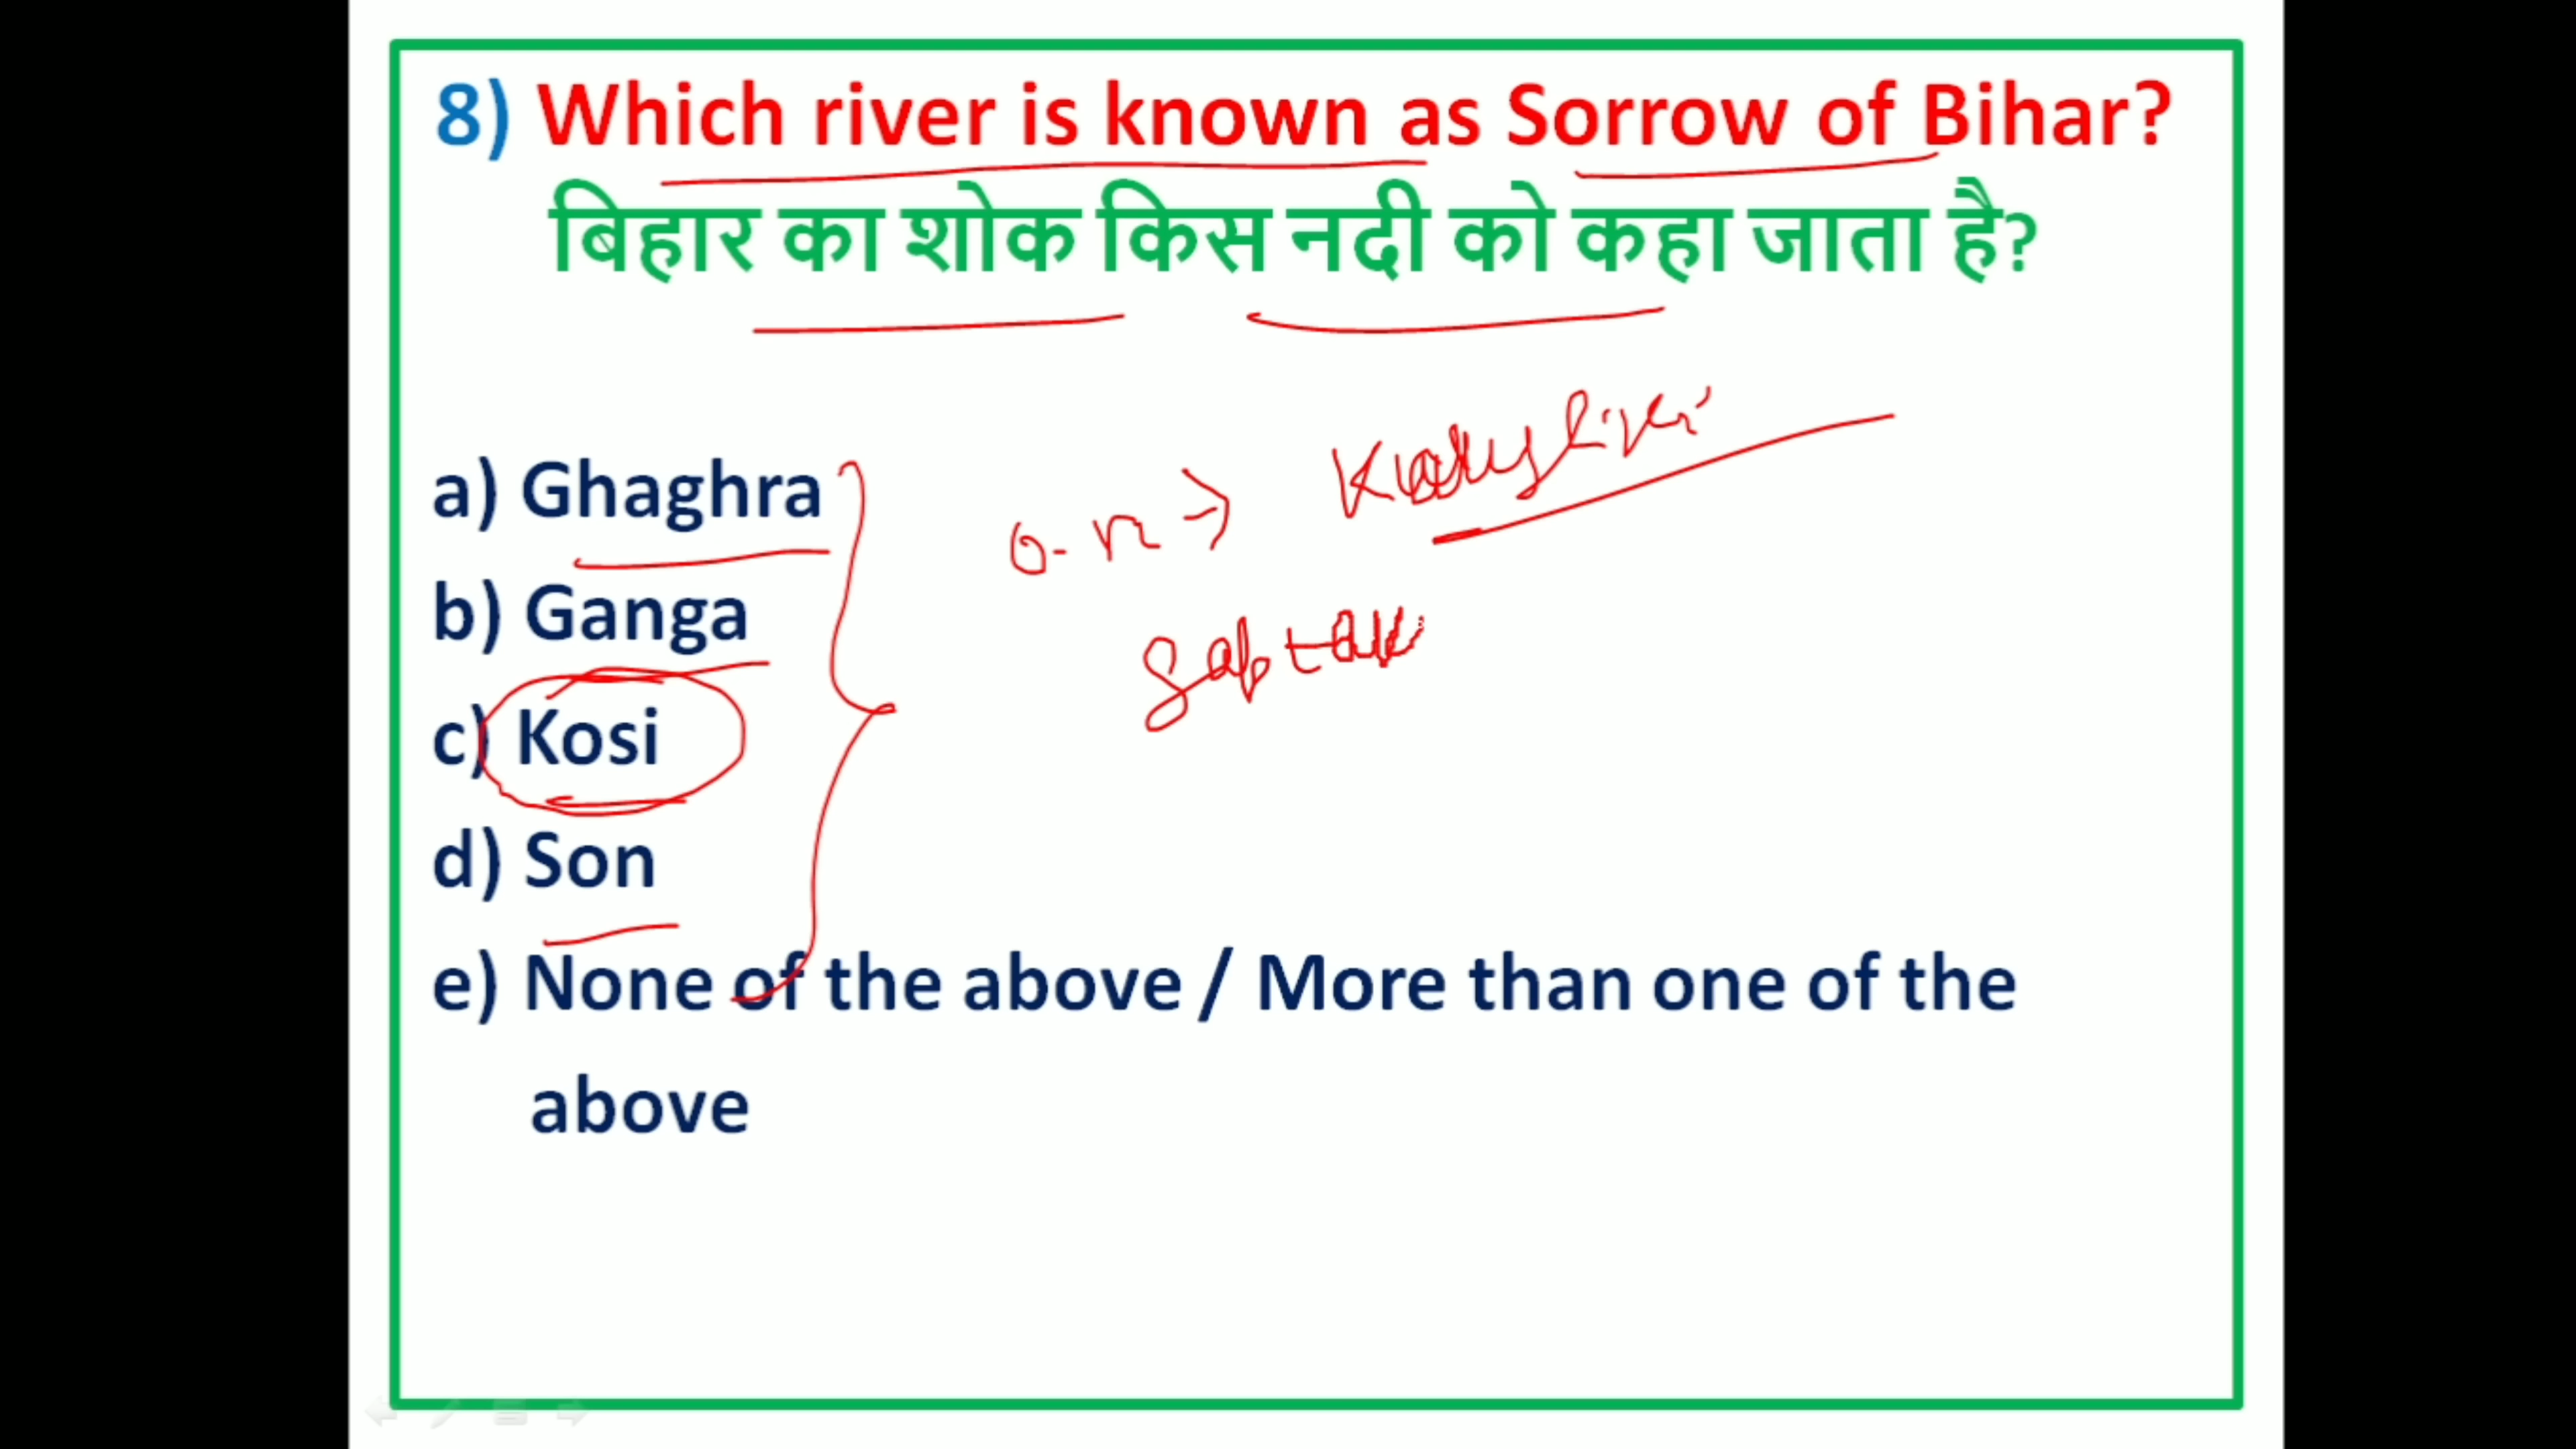 8) Which river is known as Sorrow of Bihar?
बिहार का शोक किस नदी को कहा जाता है?
a) Ghaghra
b) Ganga
c) Kosi
d) Son
e) None of the above / More than one of the
above
O-n →
River